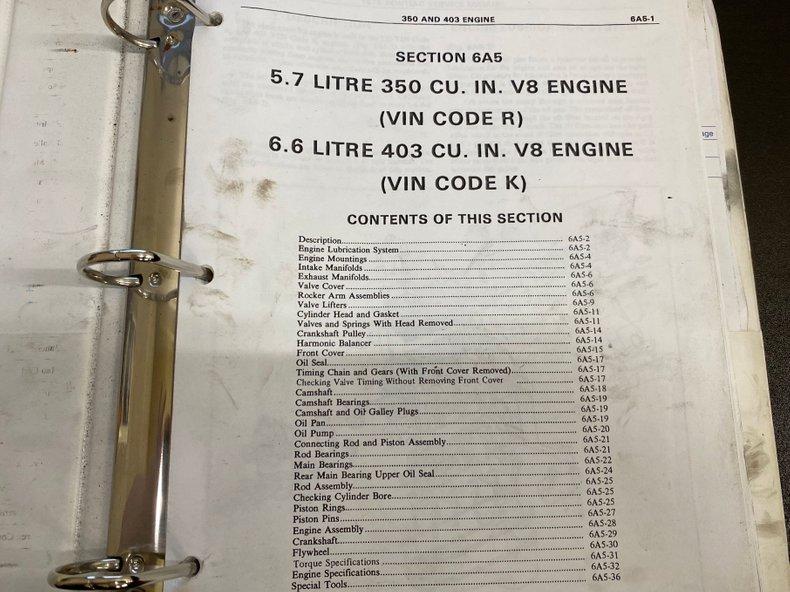 350 AND 403 ENGINE 6A5-1
SECTION 6A5
5.7 LITRE 350 CU. IN. V8 ENGINE
(VIN CODE R)
6.6 LITRE 403 CU. IN. V8 ENGINE
(VIN CODE K)
CONTENTS OF THIS SECTION
Description 6A5-2
Engine Lubrication System 6A5-2
Engine Mountings 6A5-4
Intake Manifolds 6A5-4
Exhaust Manifolds 6A5-6
Valve Cover 6A5-6
Rocker Arm Assemblies 6A5-6
Valve Lifters 6A5-9
Cylinder Head and Gasket 6A5-11
Valves and Springs With Head Removed 6A5-11
Crankshaft Pulley 6A5-14
Harmonic Balancer 6A5-14
Front Cover 6A5-15
Oil Seal 6A5-17
Timing Chain and Gears (With Front Cover Removed) 6A5-17
Checking Valve Timing Without Removing Front Cover 6A5-17
Camshaft 6A5-18
Camshaft Bearings 6A5-19
Camshaft and Oil Galley Plugs 6A5-19
Oil Pan 6A5-19
Oil Pump 6A5-20
Connecting Rod and Piston Assembly 6A5-21
Rod Bearings 6A5-21
Main Bearings 6A5-22
Rear Main Bearing Upper Oil Seal 6A5-24
Rod Assembly 6A5-25
Checking Cylinder Bore 6A5-25
Piston Rings 6A5-25
Piston Pins 6A5-27
Engine Assembly 6A5-28
Crankshaft 6A5-29
Flywheel 6A5-30
Torque Specifications 6A5-31
Engine Specifications 6A5-32
Special Tools 6A5-36